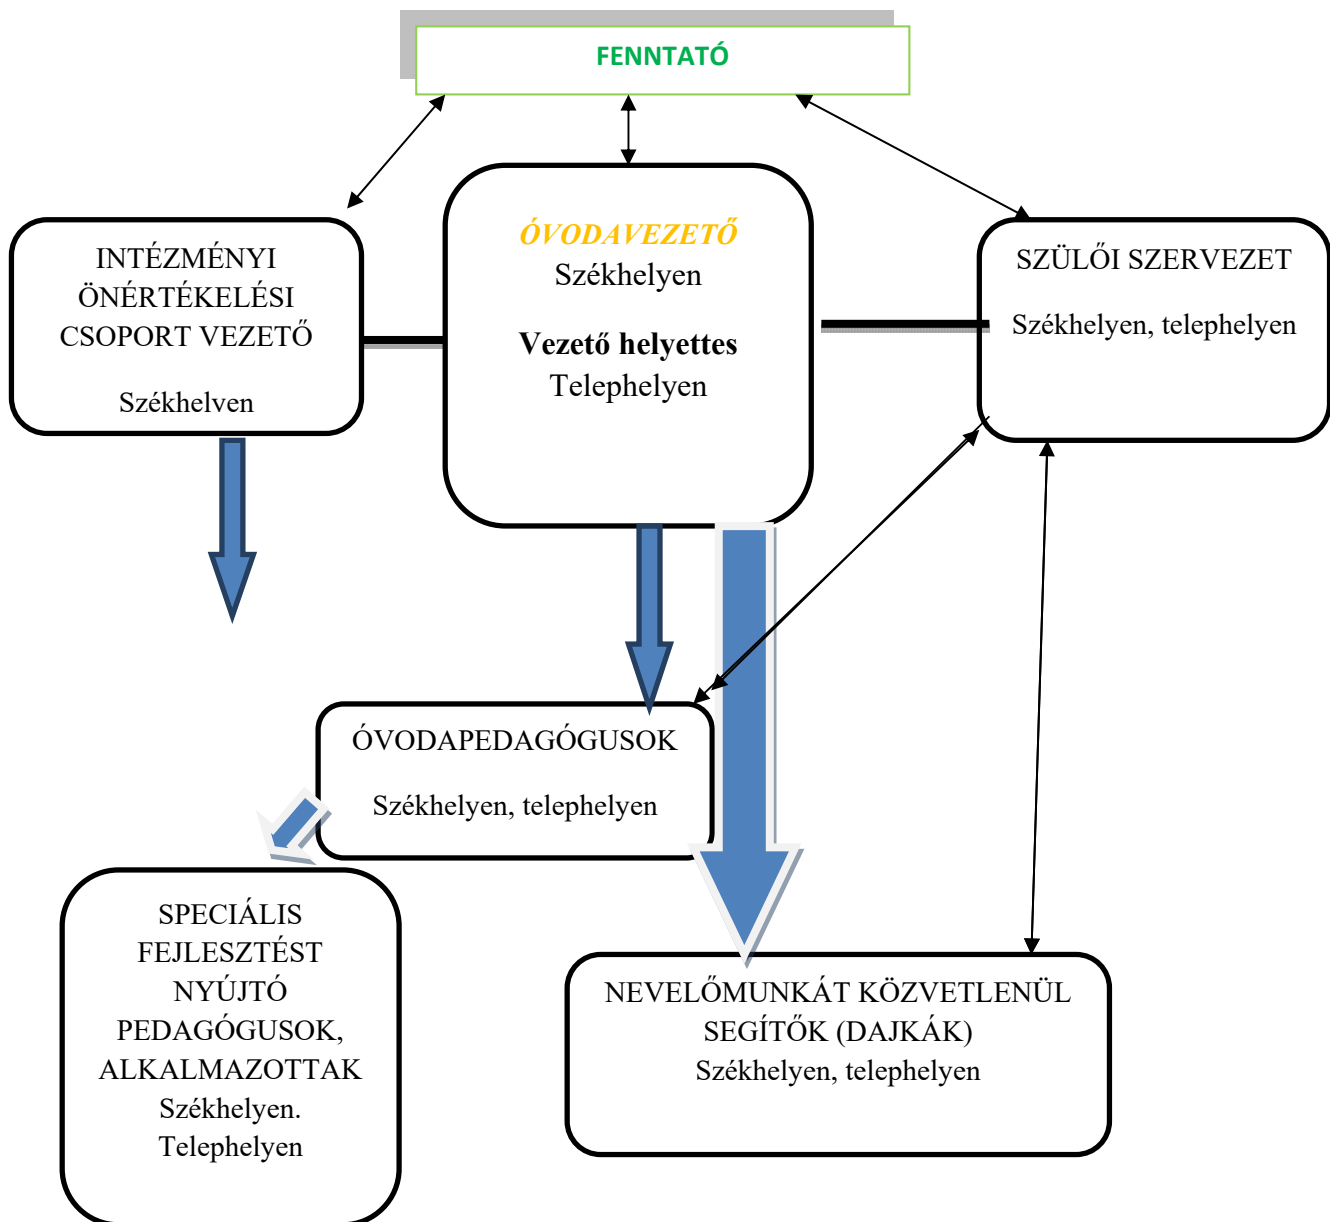 FENNTATÓ
INTÉZMÉNYI
ÖNÉRTÉKELÉSI
CSOPORT VEZETŐ
Székhelven
ÓVODAVEZETŐ
Székhelyen
Vezető helyettes
Telephelyen
SZÜLŐI SZERVEZET
Székhelyen, telephelyen
ÓVODAPEDAGÓGUSOK
Székhelyen, telephelyen
SPECIÁLIS
FEJLESZTÉST
NYÚJTÓ
PEDAGÓGUSOK,
ALKALMAZOTTAK
Székhelyen.
Telephelyen
NEVELŐMUNKÁT KÖZVETLENÜL
SEGÍTŐK (DAJKÁK)
Székhelyen, telephelyen